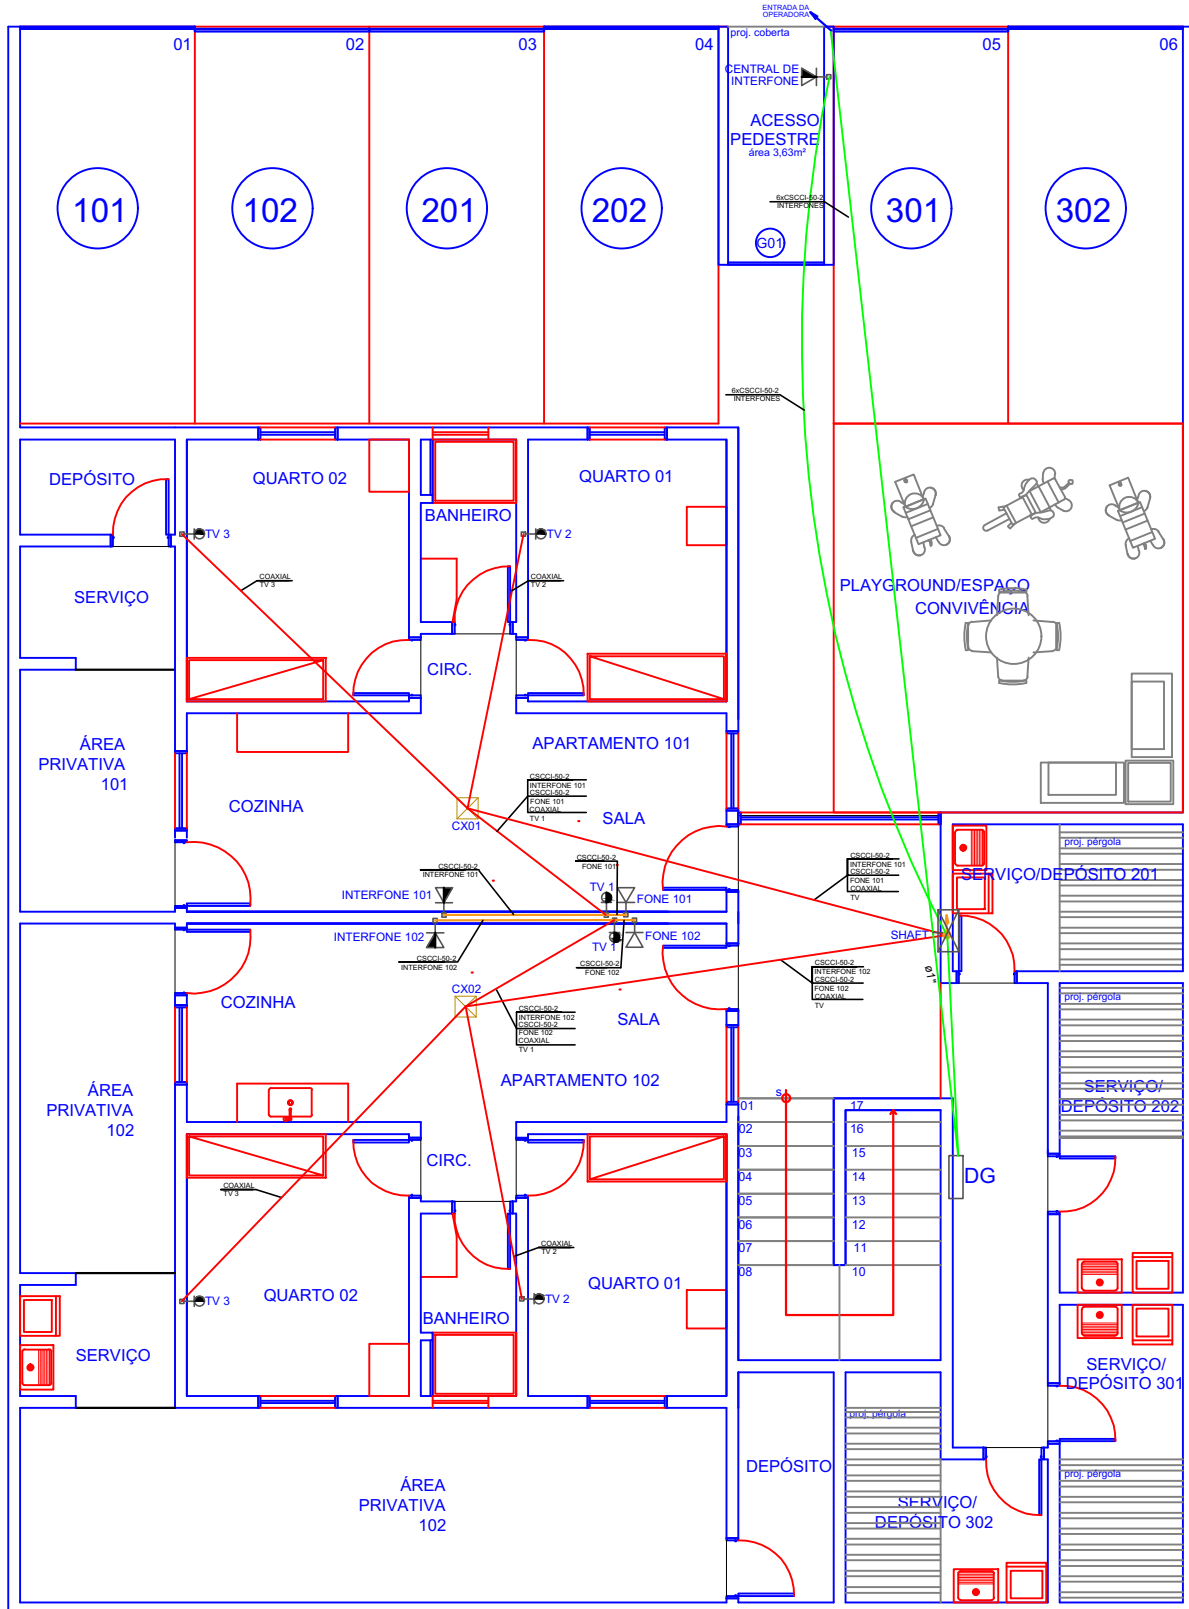 ENTRADA DA
OPERADORA
01
02
03
04
proj. coberta
05
06
CENTRAL DE
INTERFONE
ACESSO
PEDESTRE
área 3,63m²
101
102
201
202
6xCSCCI-50-2
INTERFONES
301
302
G01
6xCSCCI-50-2
INTERFONES
DEPÓSITO
QUARTO 02
QUARTO 01
BANHEIRO
TV 3
TV 2
COAXIAL
TV 3
COAXIAL
TV 2
SERVIÇO
PLAYGROUND/ESPAÇO
CONVIVÊNCIA
CIRC.
ÁREA
PRIVATIVA
101
APARTAMENTO 101
COZINHA
CSCCI-50-2
INTERFONE 101
CSCCI-50-2
FONE 101
COAXIAL
TV 1
CX01
SALA
proj. pérgola
CSCCI-50-2
INTERFONE 101
CSCCI-50-2
FONE 101
CSCCI-50-2
INTERFONE 101
CSCCI-50-2
FONE 101
COAXIAL
TV
SERVIÇO/DEPÓSITO 201
INTERFONE 101
TV 1
FONE 101
INTERFONE 102
TV 1
FONE 102
SHAFT
CSCCI-50-2
INTERFONE 102
CSCCI-50-2
FONE 102
CSCCI-50-2
INTERFONE 102
CSCCI-50-2
FONE 102
COAXIAL
TV
ø1"
CX02
COZINHA
CSCCI-50-2
INTERFONE 102
CSCCI-50-2
FONE 102
COAXIAL
TV 1
SALA
proj. pérgola
ÁREA
PRIVATIVA
102
APARTAMENTO 102
SERVIÇO/
DEPÓSITO 202
S
01
17
02
16
03
15
04
14
05
13
06
12
07
11
08
10
CIRC.
DG
COAXIAL
TV 3
COAXIAL
TV 2
QUARTO 02
QUARTO 01
TV 3
TV 2
BANHEIRO
SERVIÇO
SERVIÇO/
DEPÓSITO 301
proj. pérgola
DEPÓSITO
proj. pérgola
ÁREA
PRIVATIVA
102
SERVIÇO/
DEPÓSITO 302